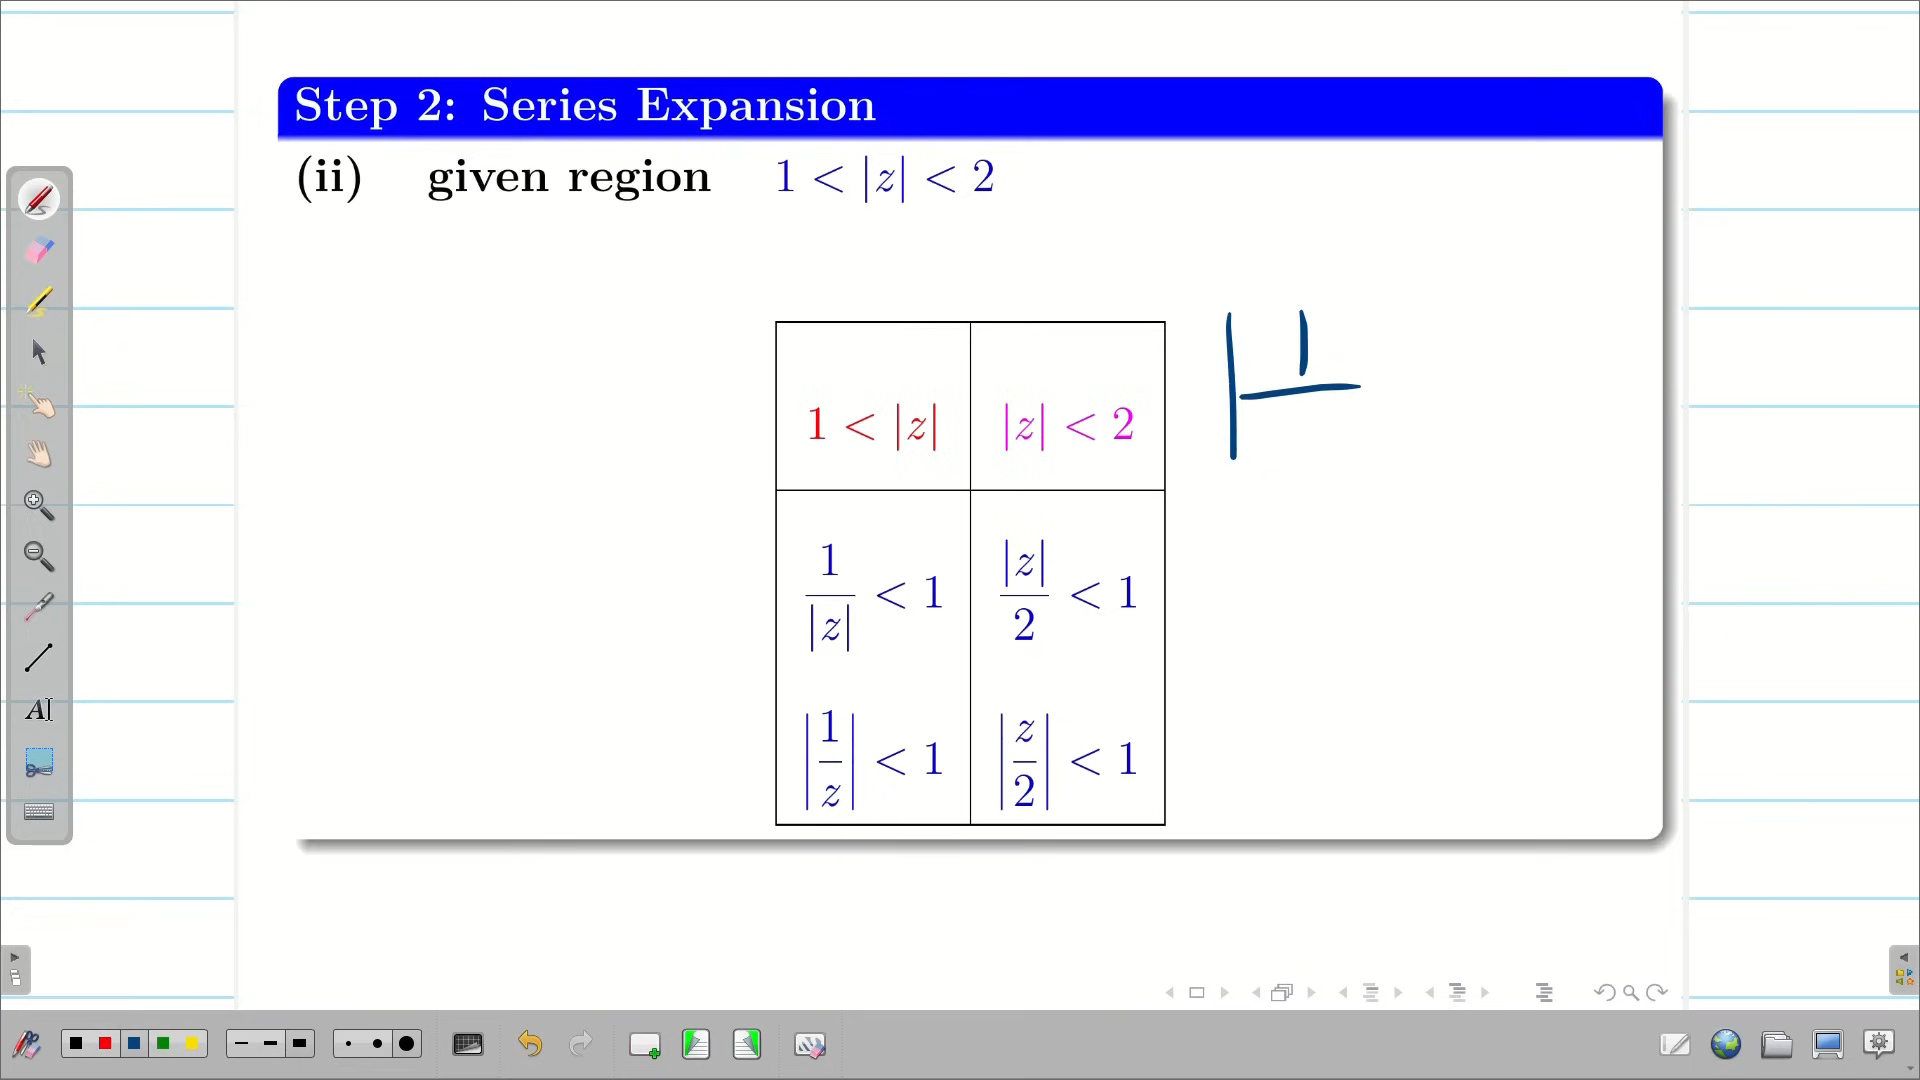 Step 2: Series Expansion
(ii) given region 1 < |z| < 2
1 < |z| |z| < 2
1/|z| < 1 |z|/2 < 1
|1/z| < 1 |z/2| < 1
|1